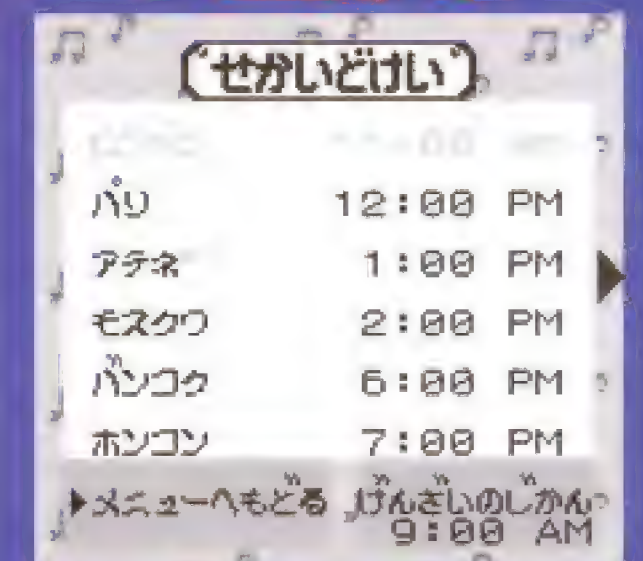 せかいどけい
パリ 12:00 PM
アテネ 1:00 PM
モスクワ 2:00 PM
バンコク 6:00 PM
ホンコン 7:00 PM
▶メニューへもどる げんざいのじかん
9:00 AM